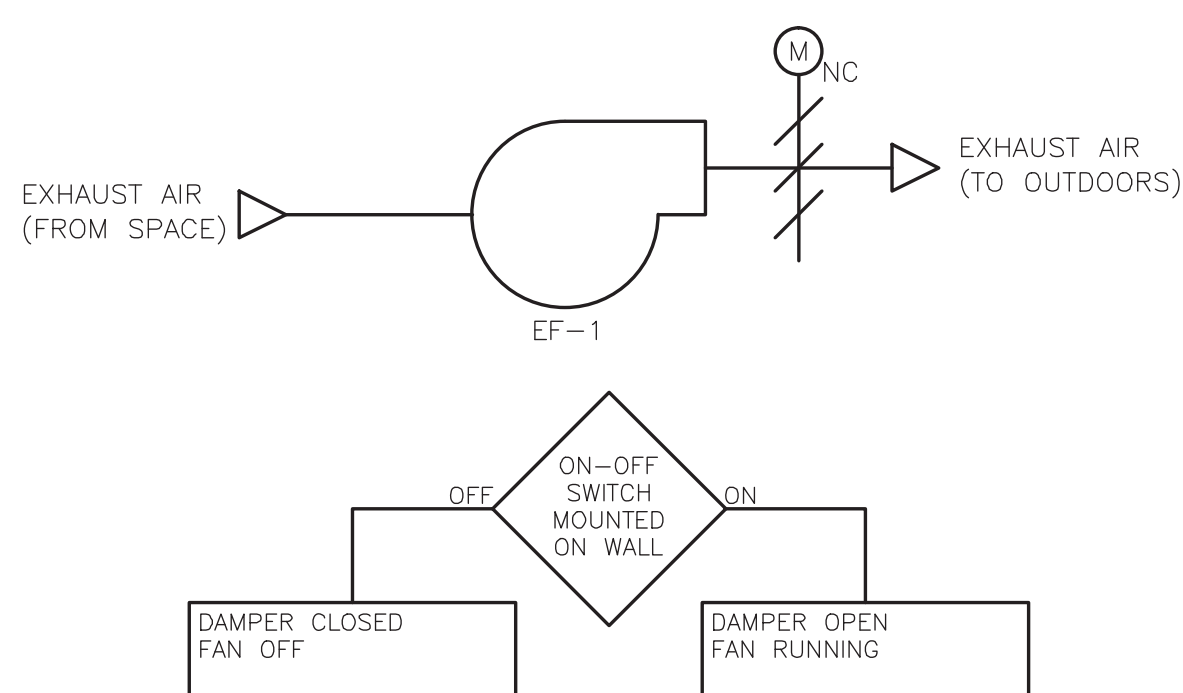 M
NC
EXHAUST AIR
(TO OUTDOORS)
EXHAUST AIR
(FROM SPACE)
EF-1
ON-OFF
SWITCH
MOUNTED
ON WALL
OFF
ON
DAMPER CLOSED
FAN OFF
DAMPER OPEN
FAN RUNNING